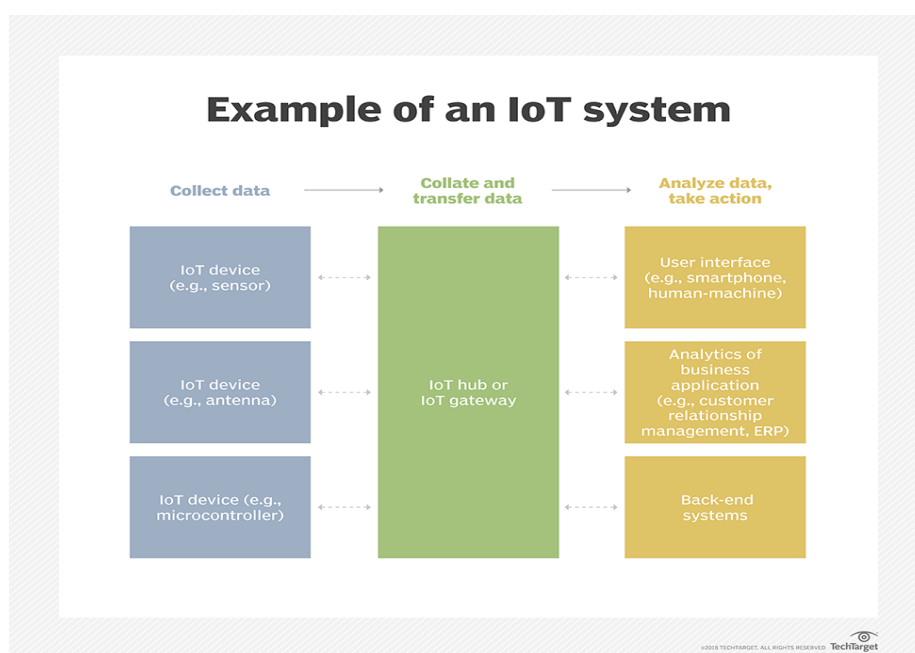 Example of an IoT system
Collect data
Collate and
transfer data
Analyze data,
take action
IoT device
(e.g., sensor)
IoT device
(e.g., antenna)
IoT device (e.g.,
microcontroller)
IoT hub or
IoT gateway
User interface
(e.g., smartphone,
human-machine)
Analytics of
business
application
(e.g., customer
relationship
management, ERP)
Back-end
systems
©2018 TECHTARGET. ALL RIGHTS RESERVED
TechTarget